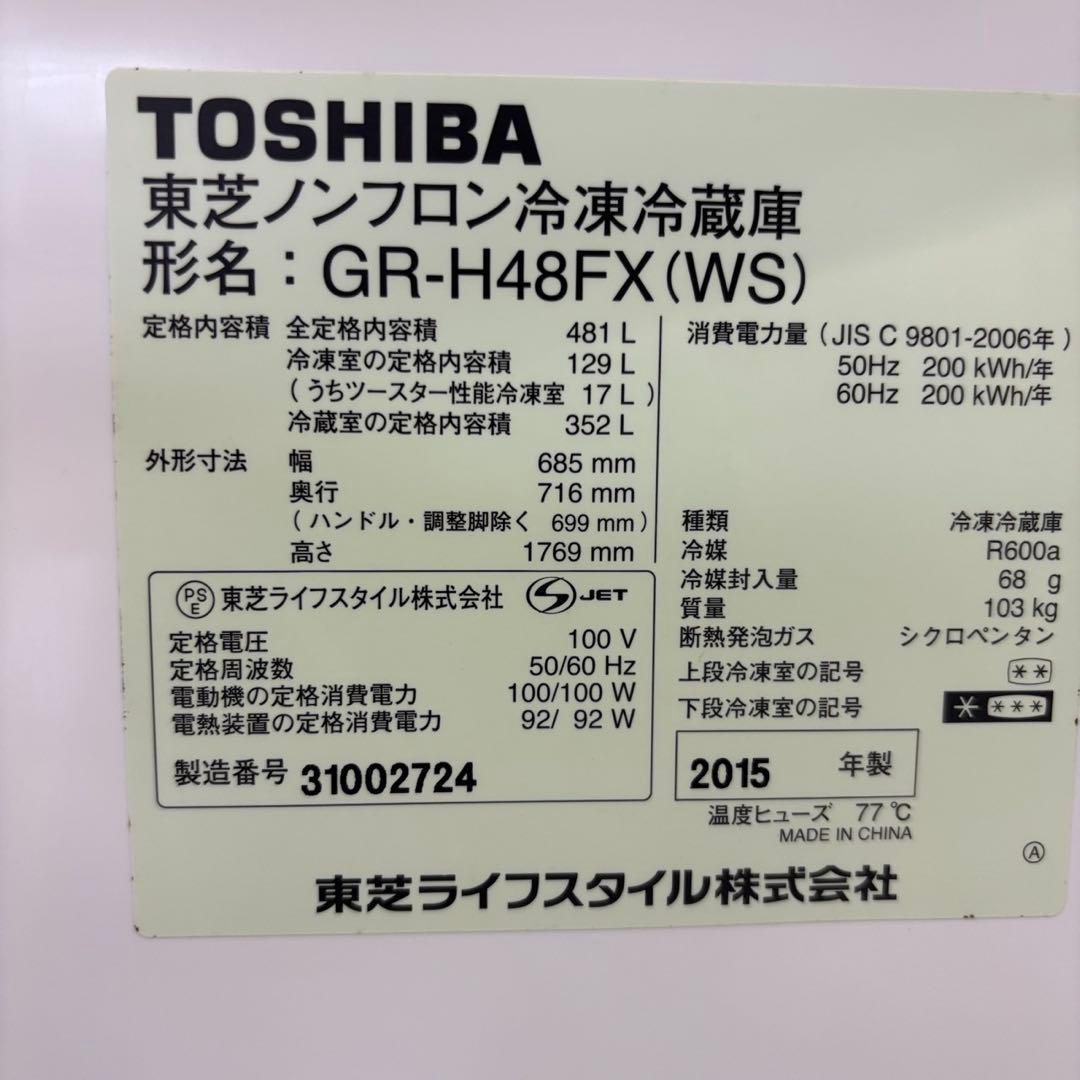 TOSHIBA
東芝ノンフロン冷凍冷蔵庫
形名：GR-H48FX(WS)
定格内容積 全定格内容積 481 L
冷凍室の定格内容積 129 L
(うちツースター性能冷凍室 17 L)
冷蔵室の定格内容積 352 L
外形寸法 幅 685 mm
奥行 716 mm
(ハンドル・調整脚除く 699 mm)
高さ 1769 mm
消費電力量 (JIS C 9801-2006年)
50Hz 200 kWh/年
60Hz 200 kWh/年
種類 冷凍冷蔵庫
冷媒 R600a
冷媒封入量 68 g
質量 103 kg
断熱発泡ガス シクロペンタン
上段冷凍室の記号 **
下段冷凍室の記号 * ***
PSE 東芝ライフスタイル株式会社 S JET
定格電圧 100 V
定格周波数 50/60 Hz
電動機の定格消費電力 100/100 W
電熱装置の定格消費電力 92/ 92 W
製造番号 31002724
2015 年製
温度ヒューズ 77℃
MADE IN CHINA
A
東芝ライフスタイル株式会社